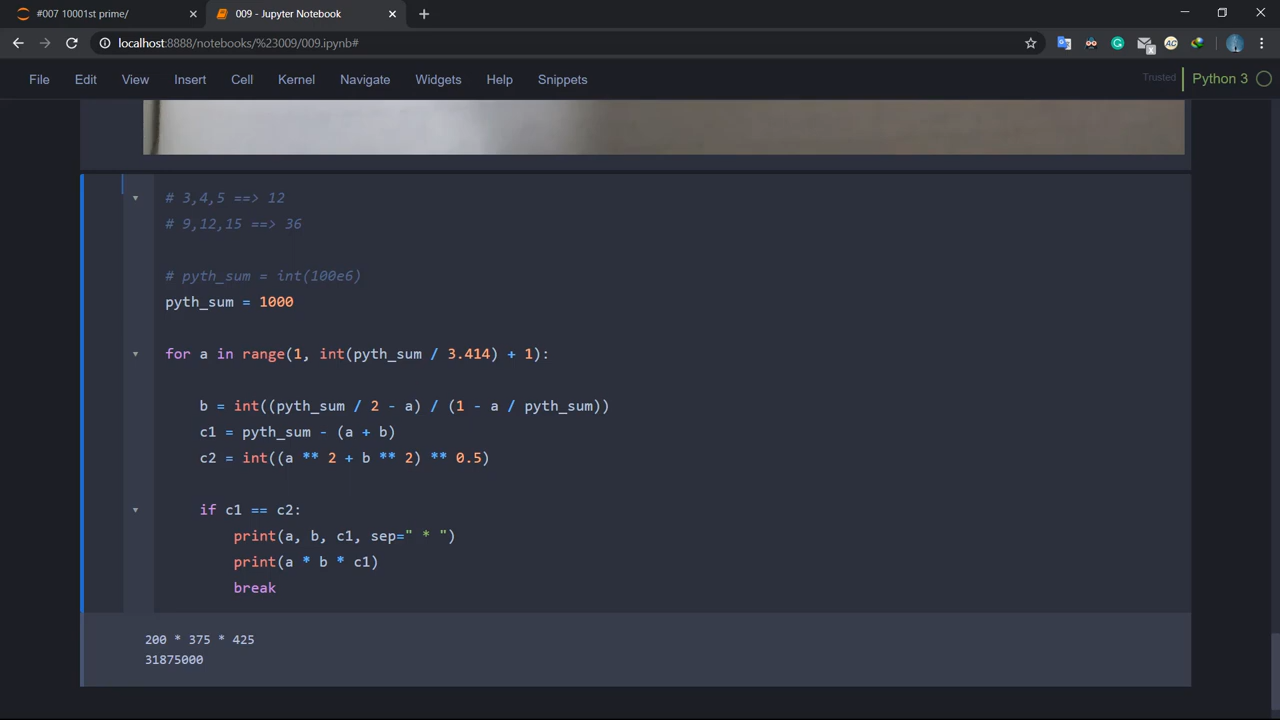 #007 10001st prime/
009 - Jupyter Notebook
localhost:8888/notebooks/%23009/009.ipynb#
File Edit View Insert Cell Kernel Navigate Widgets Help Snippets
Trusted
Python 3
# 3,4,5 ==> 12
# 9,12,15 ==> 36
# pyth_sum = int(100e6)
pyth_sum = 1000
for a in range(1, int(pyth_sum / 3.414) + 1):
b = int((pyth_sum / 2 - a) / (1 - a / pyth_sum))
c1 = pyth_sum - (a + b)
c2 = int((a ** 2 + b ** 2) ** 0.5)
if c1 == c2:
print(a, b, c1, sep=" * ")
print(a * b * c1)
break
200 * 375 * 425
31875000